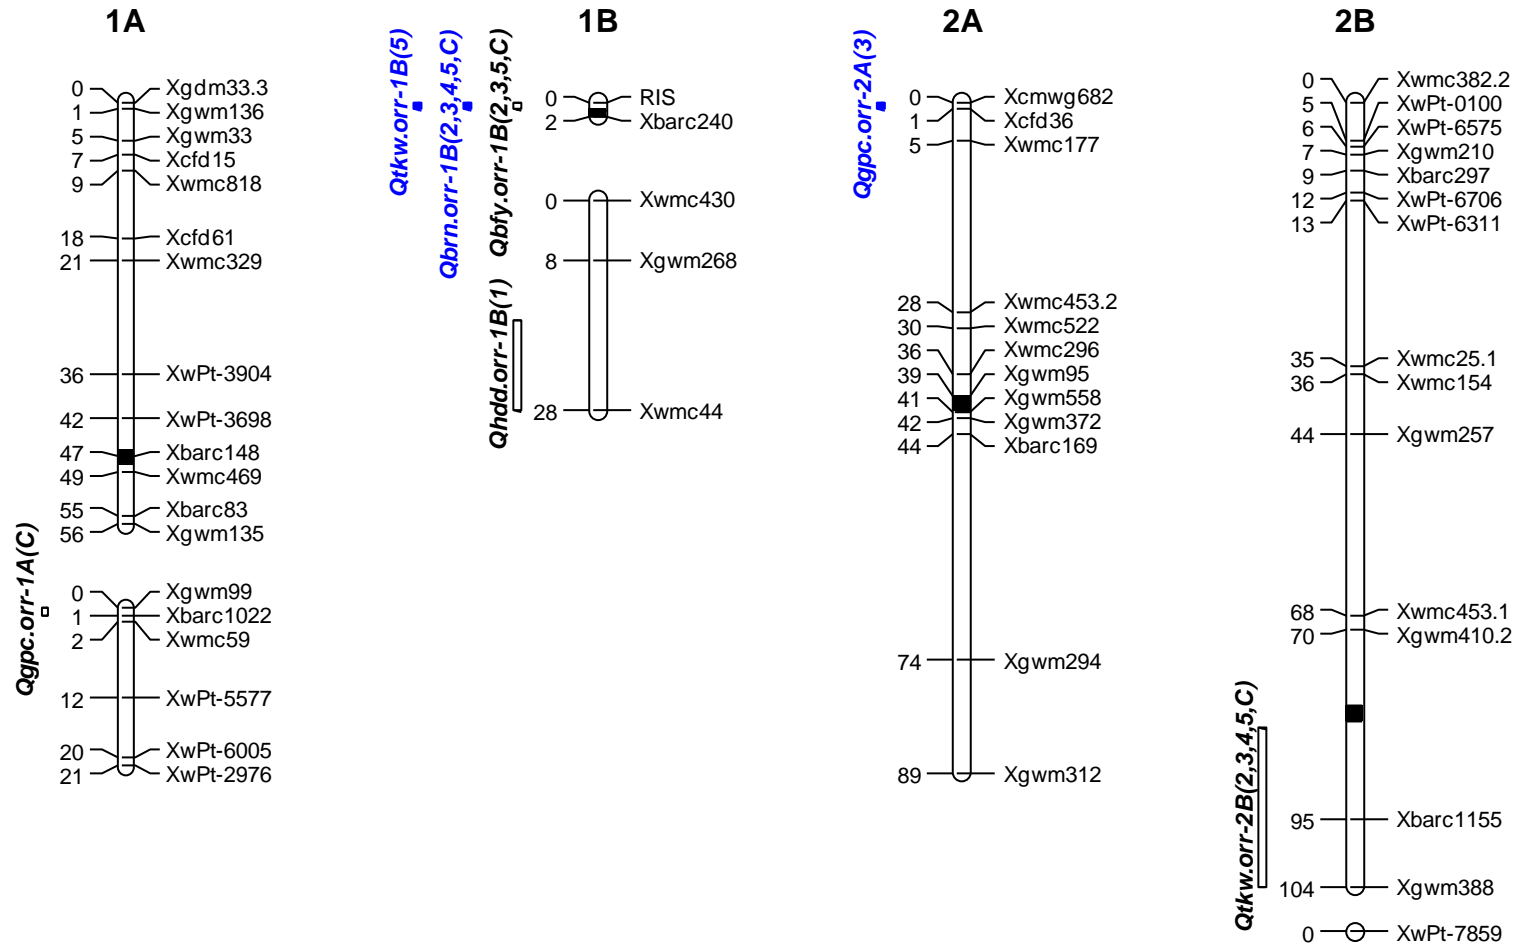 1A
0 Xgdm33.3
1 Xgwm136
5 Xgwm33
7 Xcfd15
9 Xwmc818
18 Xcfd61
21 Xwmc329
36 XwPt-3904
42 XwPt-3698
47 Xbarc148
49 Xwmc469
55 Xbarc83
56 Xgwm135
Qgpc.orr-1A(C)
0 Xgwm99
1 Xbarc1022
2 Xwmc59
12 XwPt-5577
20 XwPt-6005
21 XwPt-2976
1B
Qtkw.orr-1B(5)
Qbrn.orr-1B(2,3,4,5,C)
Qbfy.orr-1B(2,3,5,C)
0 RIS
2 Xbarc240
Qhdd.orr-1B(1)
0 Xwmc430
8 Xgwm268
28 Xwmc44
2A
Qgpc.orr-2A(3)
0 Xcmwg682
1 Xcfd36
5 Xwmc177
28 Xwmc453.2
30 Xwmc522
36 Xwmc296
39 Xgwm95
41 Xgwm558
42 Xgwm372
44 Xbarc169
74 Xgwm294
89 Xgwm312
2B
0 Xwmc382.2
5 XwPt-0100
6 XwPt-6575
7 Xgwm210
9 Xbarc297
12 XwPt-6706
13 XwPt-6311
35 Xwmc25.1
36 Xwmc154
44 Xgwm257
68 Xwmc453.1
70 Xgwm410.2
Qtkw.orr-2B(2,3,4,5,C)
95 Xbarc1155
104 Xgwm388
0 XwPt-7859